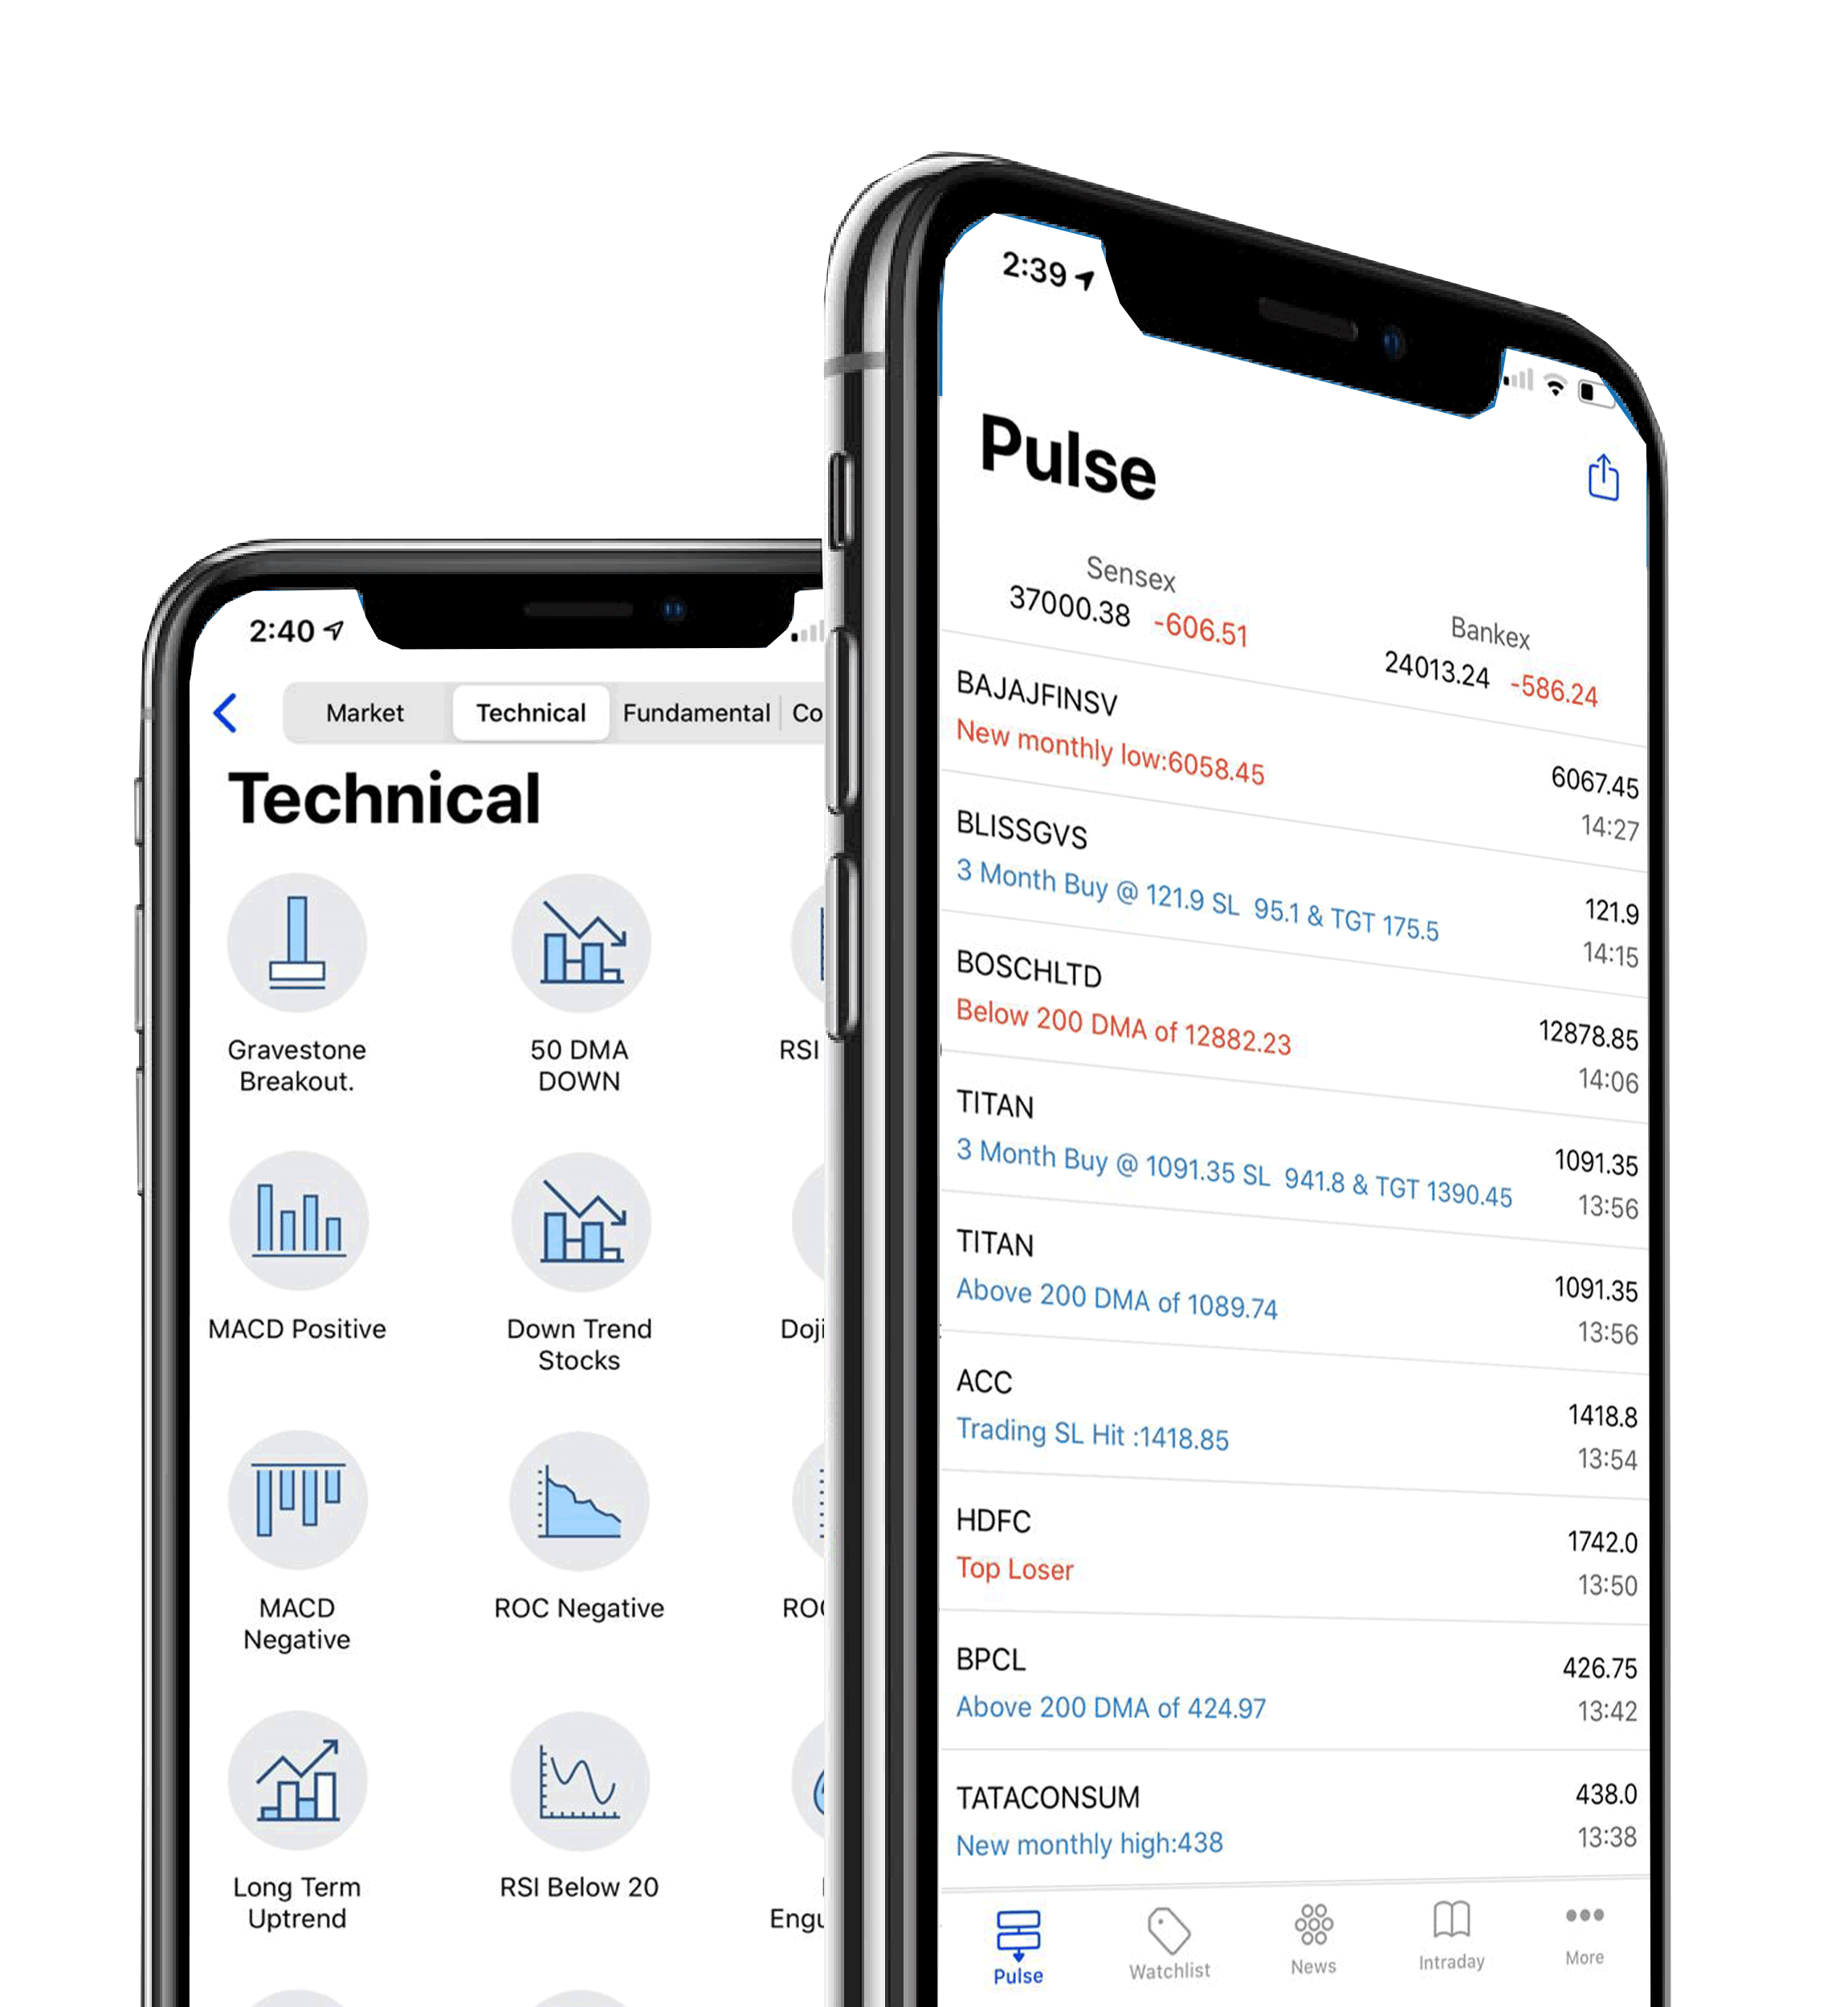 2:40
Market Technical Fundamental Co
Technical
Gravestone
Breakout.
50 DMA
DOWN
RSI
MACD Positive
Down Trend
Stocks
Doji
MACD
Negative
ROC Negative
Long Term
Uptrend
RSI Below 20
Engu
2:39
Pulse
Sensex
37000.38 -606.51
Bankex
24013.24 -586.24
BAJAJFINSV
New monthly low:6058.45
6067.45
14:27
BLISSGVS
3 Month Buy @ 121.9 SL 95.1 & TGT 175.5
121.9
14:15
BOSCHLTD
Below 200 DMA of 12882.23
12878.85
14:06
TITAN
3 Month Buy @ 1091.35 SL 941.8 & TGT 1390.45
1091.35
13:56
TITAN
Above 200 DMA of 1089.74
1091.35
13:56
ACC
Trading SL Hit :1418.85
1418.8
13:54
HDFC
Top Loser
1742.0
13:50
BPCL
Above 200 DMA of 424.97
426.75
13:42
TATACONSUM
New monthly high:438
438.0
13:38
Pulse
Watchlist
News
Intraday
More